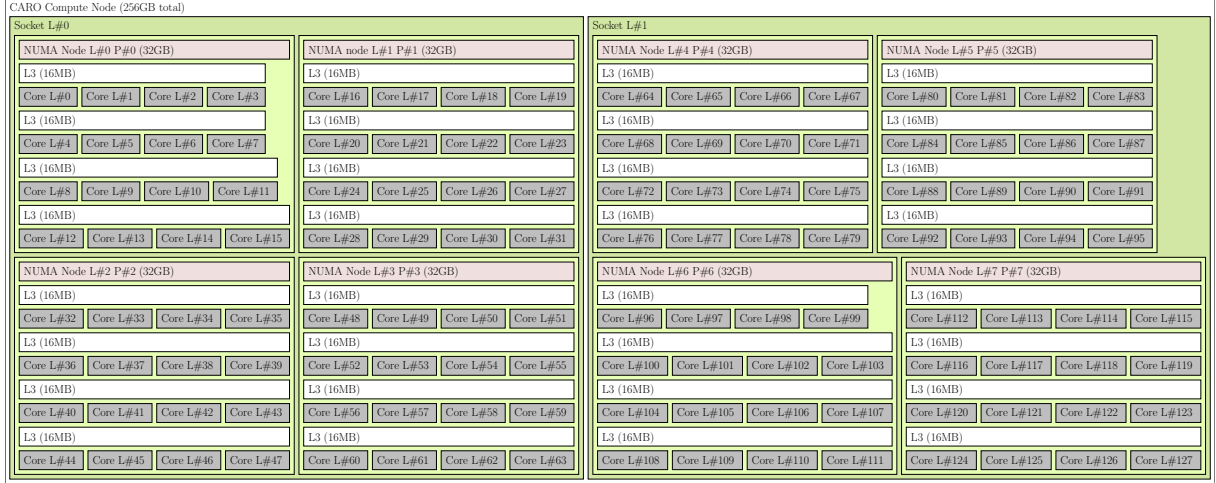 CARO Compute Node (256GB total)
Socket L#0
NUMA Node L#0 P#0 (32GB)
L3 (16MB)
Core L#0 Core L#1 Core L#2 Core L#3
L3 (16MB)
Core L#4 Core L#5 Core L#6 Core L#7
L3 (16MB)
Core L#8 Core L#9 Core L#10 Core L#11
L3 (16MB)
Core L#12 Core L#13 Core L#14 Core L#15
NUMA node L#1 P#1 (32GB)
L3 (16MB)
Core L#16 Core L#17 Core L#18 Core L#19
L3 (16MB)
Core L#20 Core L#21 Core L#22 Core L#23
L3 (16MB)
Core L#24 Core L#25 Core L#26 Core L#27
L3 (16MB)
Core L#28 Core L#29 Core L#30 Core L#31
NUMA Node L#2 P#2 (32GB)
L3 (16MB)
Core L#32 Core L#33 Core L#34 Core L#35
L3 (16MB)
Core L#36 Core L#37 Core L#38 Core L#39
L3 (16MB)
Core L#40 Core L#41 Core L#42 Core L#43
L3 (16MB)
Core L#44 Core L#45 Core L#46 Core L#47
NUMA Node L#3 P#3 (32GB)
L3 (16MB)
Core L#48 Core L#49 Core L#50 Core L#51
L3 (16MB)
Core L#52 Core L#53 Core L#54 Core L#55
L3 (16MB)
Core L#56 Core L#57 Core L#58 Core L#59
L3 (16MB)
Core L#60 Core L#61 Core L#62 Core L#63
Socket L#1
NUMA Node L#4 P#4 (32GB)
L3 (16MB)
Core L#64 Core L#65 Core L#66 Core L#67
L3 (16MB)
Core L#68 Core L#69 Core L#70 Core L#71
L3 (16MB)
Core L#72 Core L#73 Core L#74 Core L#75
L3 (16MB)
Core L#76 Core L#77 Core L#78 Core L#79
NUMA Node L#5 P#5 (32GB)
L3 (16MB)
Core L#80 Core L#81 Core L#82 Core L#83
L3 (16MB)
Core L#84 Core L#85 Core L#86 Core L#87
L3 (16MB)
Core L#88 Core L#89 Core L#90 Core L#91
L3 (16MB)
Core L#92 Core L#93 Core L#94 Core L#95
NUMA Node L#6 P#6 (32GB)
L3 (16MB)
Core L#96 Core L#97 Core L#98 Core L#99
L3 (16MB)
Core L#100 Core L#101 Core L#102 Core L#103
L3 (16MB)
Core L#104 Core L#105 Core L#106 Core L#107
L3 (16MB)
Core L#108 Core L#109 Core L#110 Core L#111
NUMA Node L#7 P#7 (32GB)
L3 (16MB)
Core L#112 Core L#113 Core L#114 Core L#115
L3 (16MB)
Core L#116 Core L#117 Core L#118 Core L#119
L3 (16MB)
Core L#120 Core L#121 Core L#122 Core L#123
L3 (16MB)
Core L#124 Core L#125 Core L#126 Core L#127